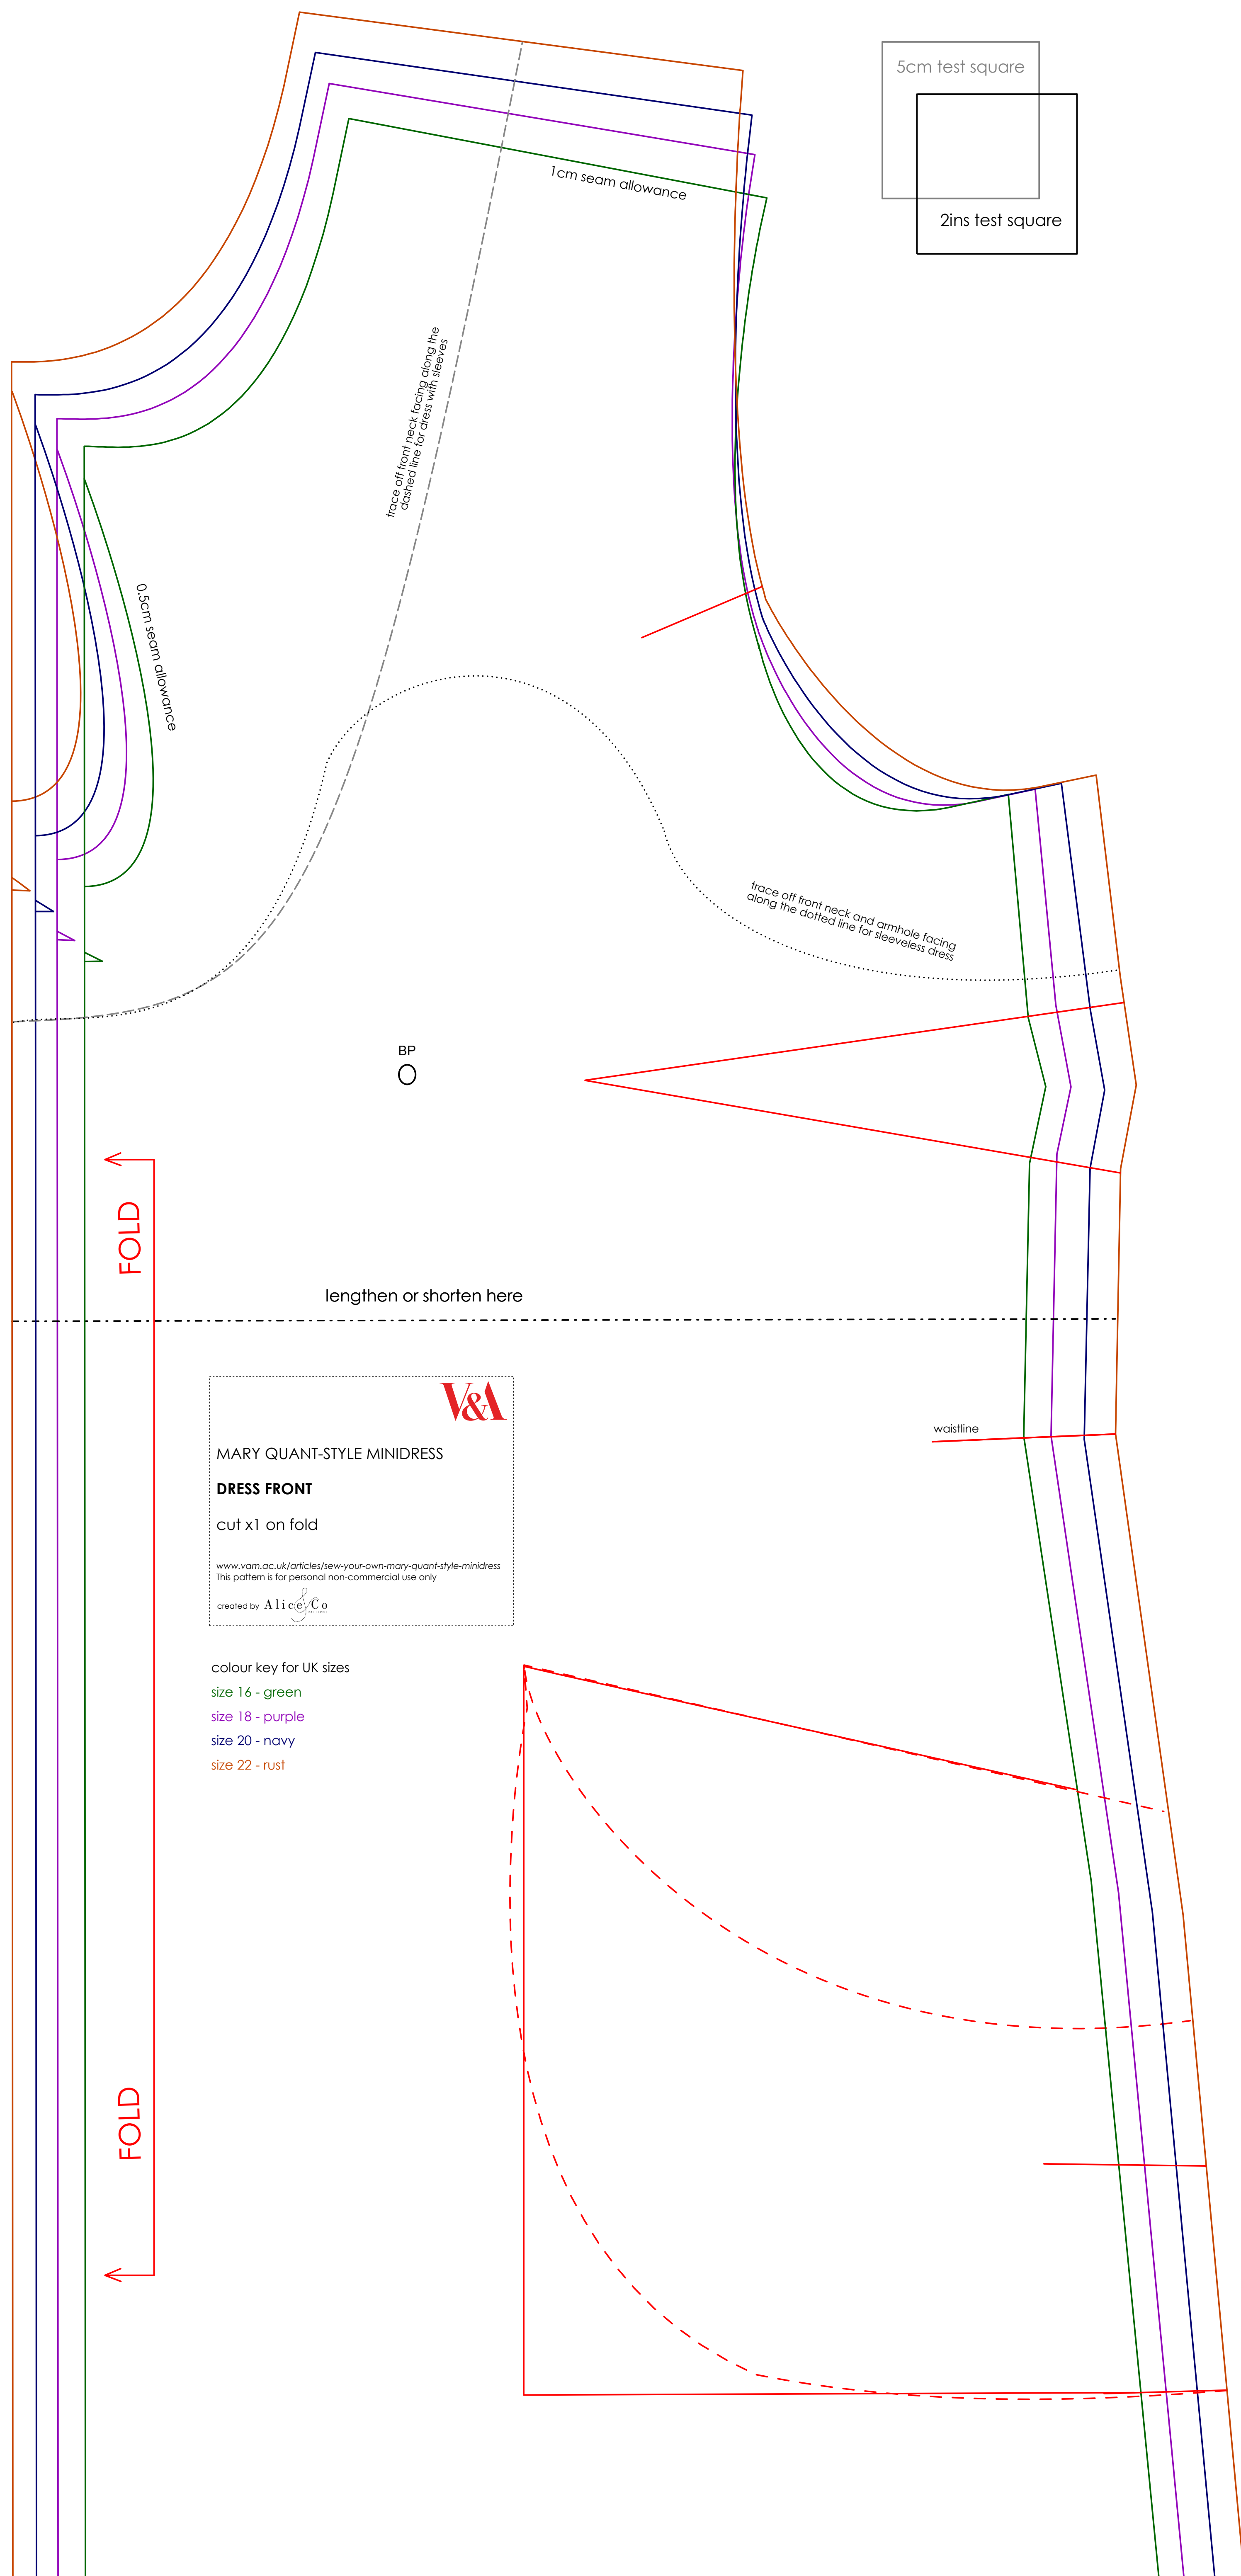 5cm test square
2ins test square
1cm seam allowance
trace off front neck facing along the
dashed line for dress with sleeves
0.5cm seam allowance
trace off front neck and armhole facing
along the dotted line for sleeveless dress
BP
FOLD
lengthen or shorten here
V&A
MARY QUANT-STYLE MINIDRESS
DRESS FRONT
cut x1 on fold
www.vam.ac.uk/articles/sew-your-own-mary-quant-style-minidress
This pattern is for personal non-commercial use only
created by Alice & Co
waistline
colour key for UK sizes
size 16 - green
size 18 - purple
size 20 - navy
size 22 - rust
FOLD